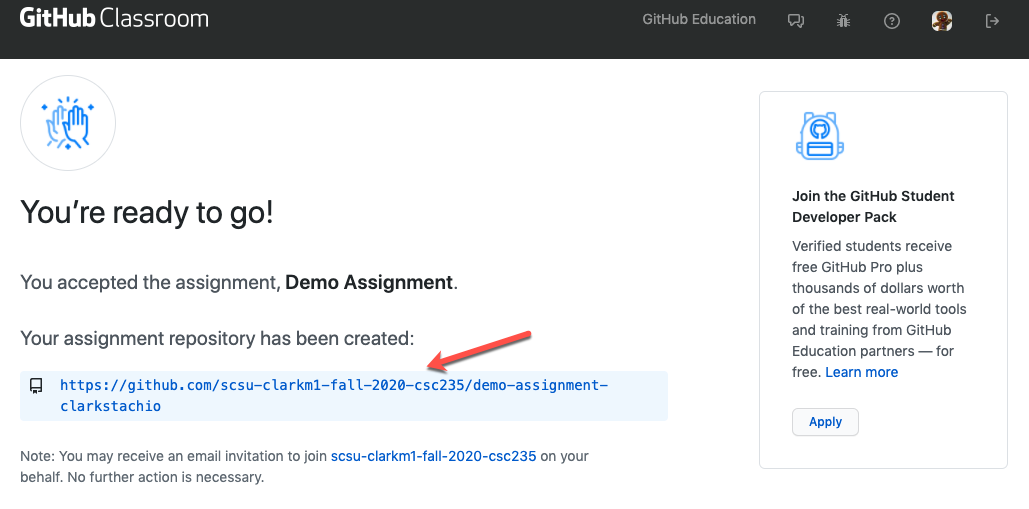 GitHub Classroom
GitHub Education
You're ready to go!
You accepted the assignment, Demo Assignment.
Your assignment repository has been created:
https://github.com/scsu-clarkm1-fall-2020-csc235/demo-assignment-
clarkstachio
Note: You may receive an email invitation to join scsu-clarkm1-fall-2020-csc235 on your
behalf. No further action is necessary.
Join the GitHub Student
Developer Pack
Verified students receive
free GitHub Pro plus
thousands of dollars worth
of the best real-world tools
and training from GitHub
Education partners — for
free. Learn more
Apply